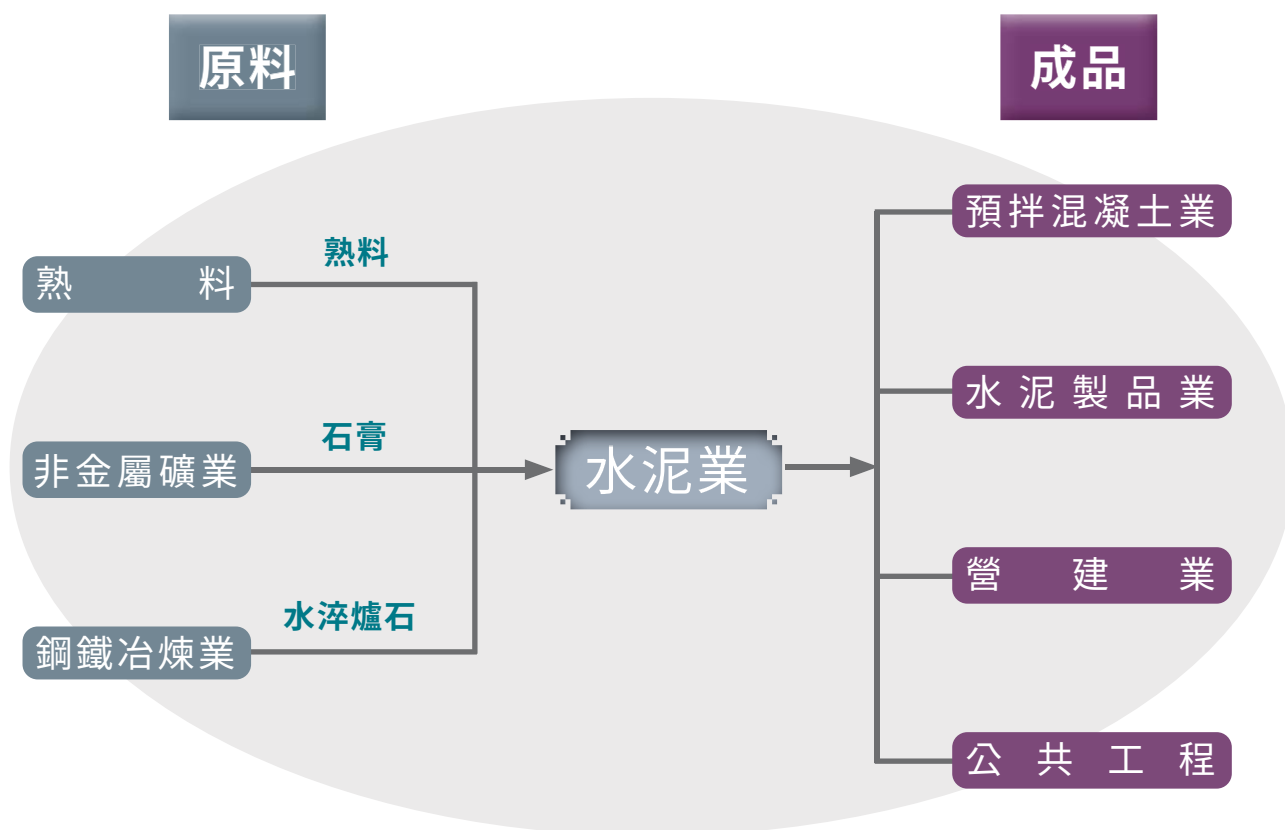 原料
成品
預拌混凝土業
熟料
熟料
水泥製品業
石膏
非金屬礦業
水泥業
營建業
水淬爐石
鋼鐵冶煉業
公共工程